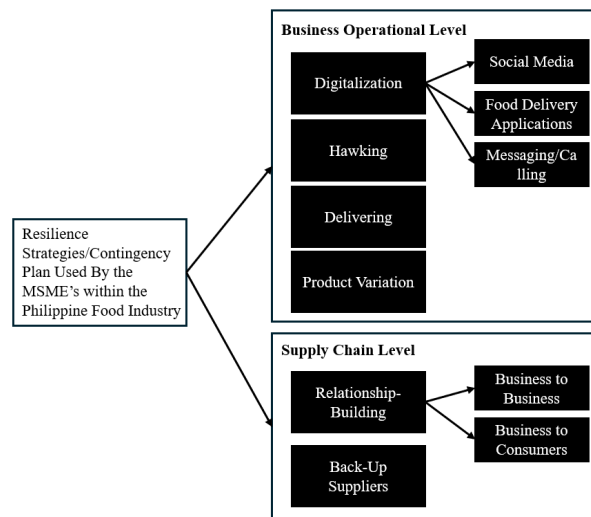 Business Operational Level
Digitalization
Social Media
Food Delivery
Applications
Messaging/Ca
lling
Hawking
Delivering
Product Variation
Resilience
Strategies/Contingency
Plan Used By the
MSME's within the
Philippine Food Industry
Supply Chain Level
Relationship-
Building
Business to
Business
Business to
Consumers
Back-Up
Suppliers